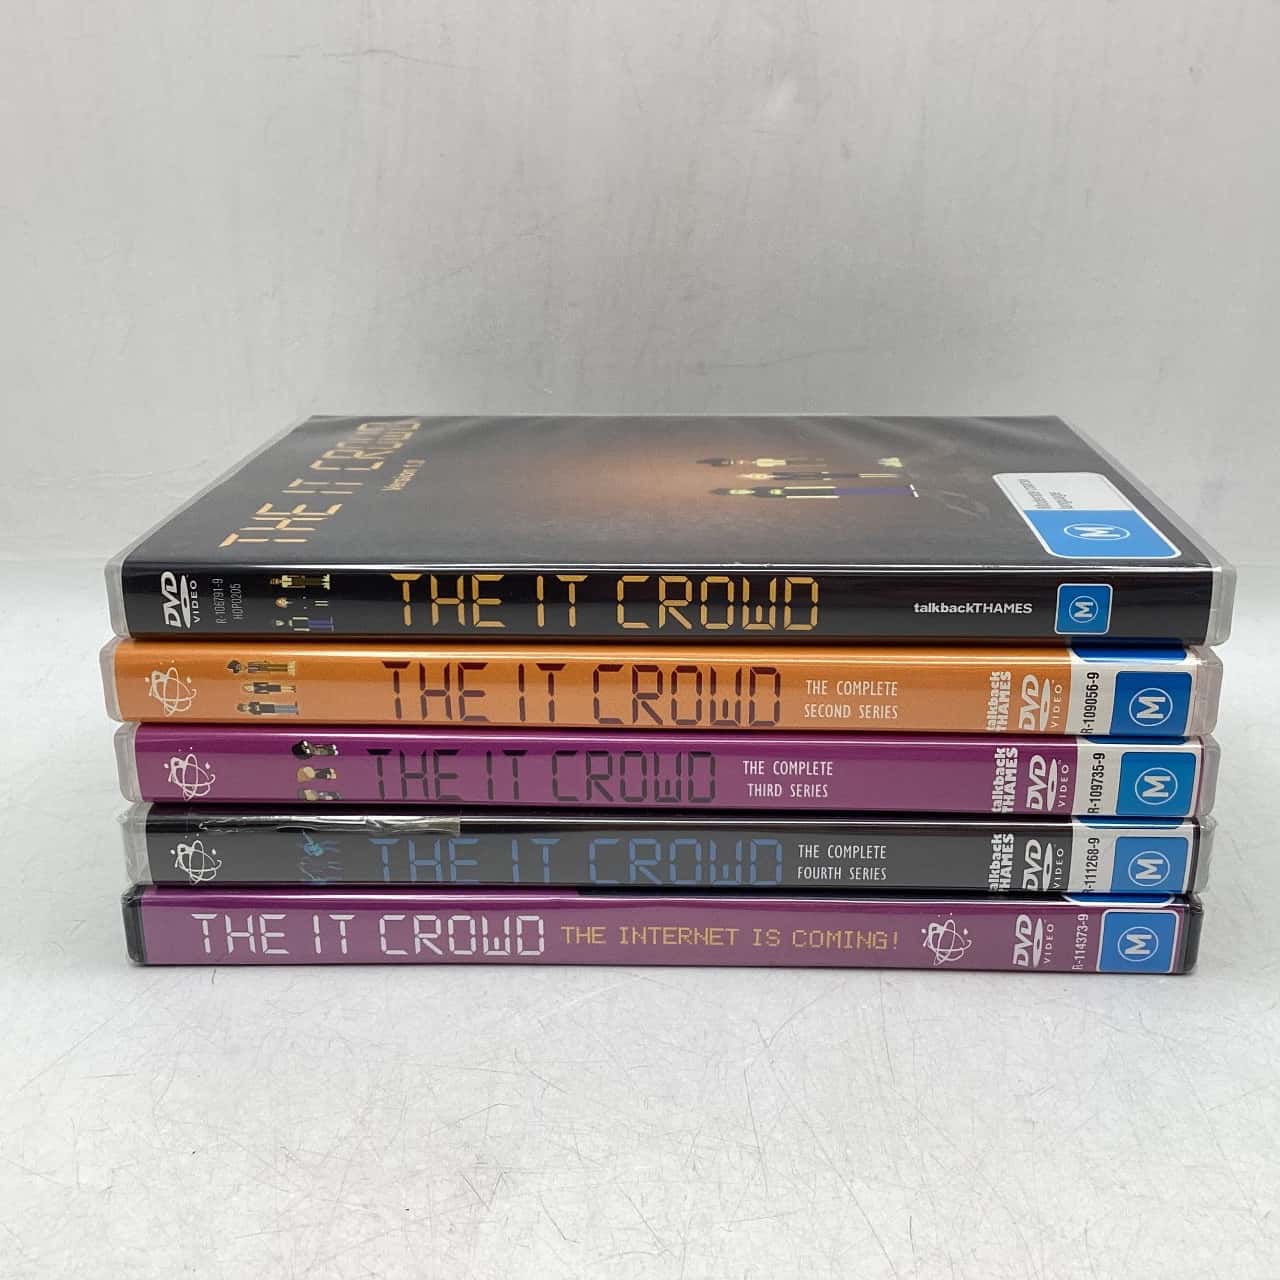 THE IT CROWD
Version 1.0
M
DVD
VIDEO
R-106791-9
HOP0205
THE IT CROWD
talkbackTHAMES
M
THE IT CROWD
THE COMPLETE
SECOND SERIES
talkback
THAMES
DVD
VIDEO
R-109056-9
M
THE IT CROWD
THE COMPLETE
THIRD SERIES
talkback
THAMES
DVD
VIDEO
R-109735-9
M
THE IT CROWD
THE COMPLETE
FOURTH SERIES
talkback
THAMES
DVD
VIDEO
R-111268-9
M
THE IT CROWD
THE INTERNET IS COMING!
DVD
VIDEO
R-114373-9
M